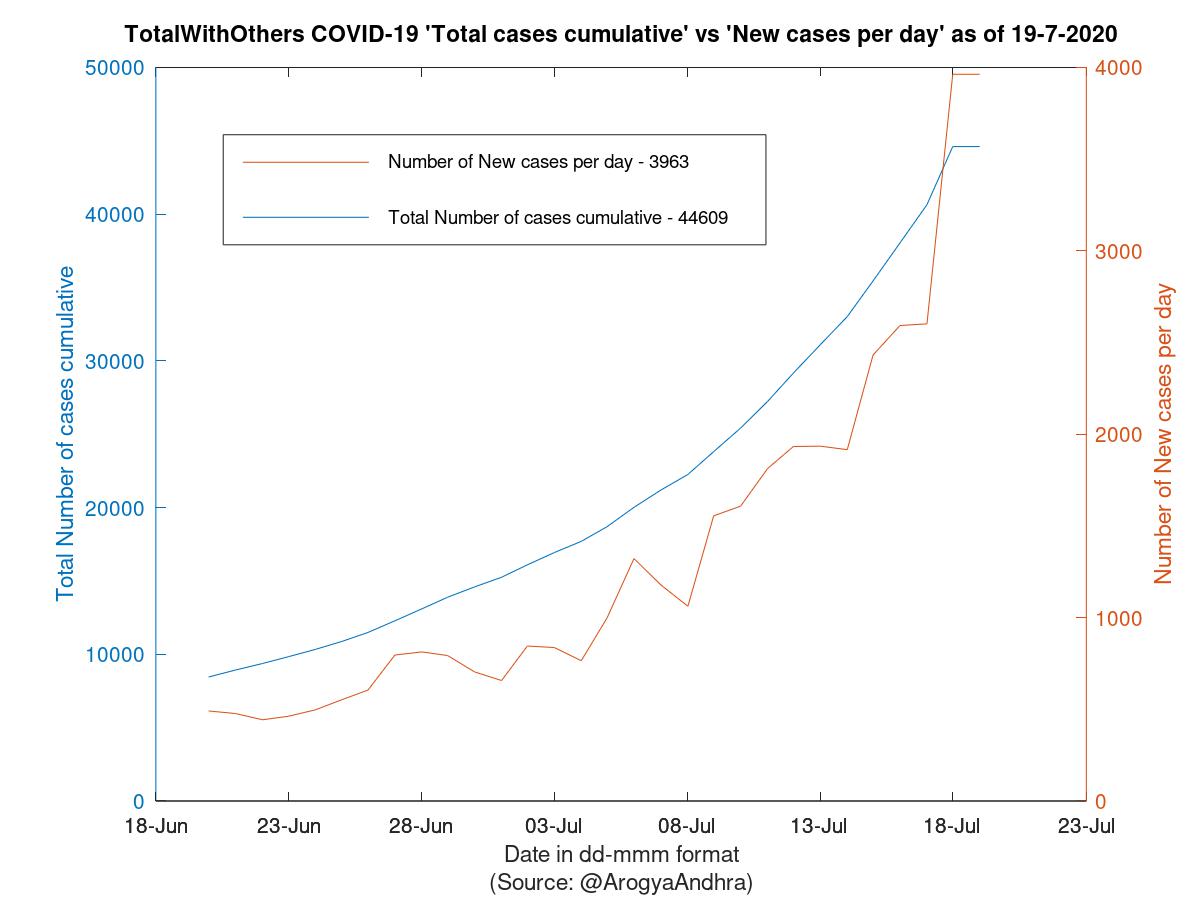 TotalWithOthers COVID-19 'Total cases cumulative' vs 'New cases per day' as of 19-7-2020
50000
40000
30000
20000
10000
0
Total Number of cases cumulative
Number of New cases per day - 3963
Total Number of cases cumulative - 44609
4000
3000
2000
1000
0
Number of New cases per day
18-Jun 23-Jun 28-Jun 03-Jul 08-Jul 13-Jul 18-Jul 23-Jul
Date in dd-mmm format
(Source: @ArogyaAndhra)